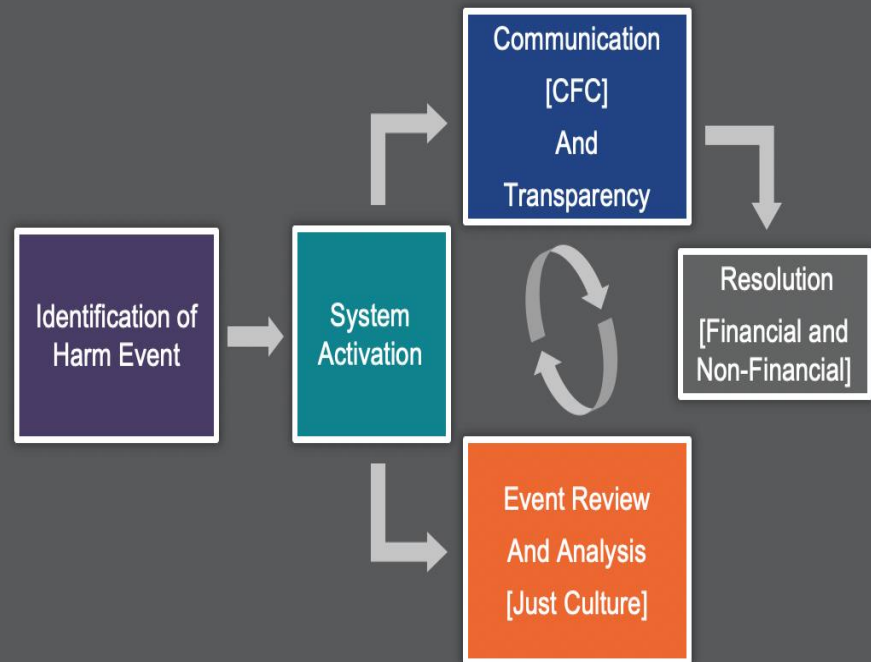 Identification of
Harm Event
System
Activation
Communication
[CFC]
And
Transparency
Event Review
And Analysis
[Just Culture]
Resolution
[Financial and
Non-Financial]